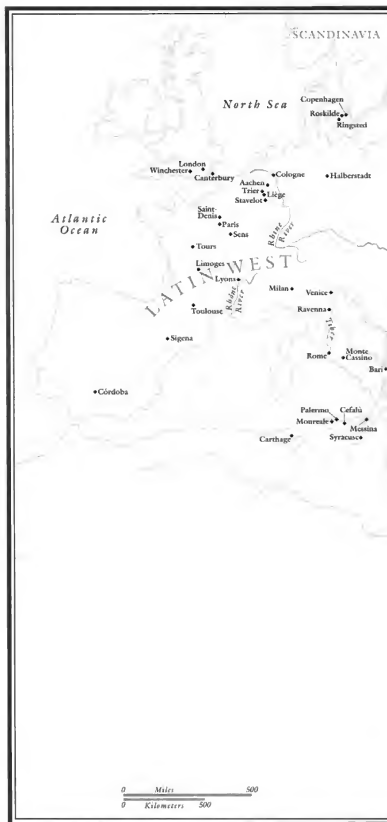 SCANDINAVIA
Copenhagen
Roskilde
Ringsted
North Sea
London
Winchester
Canterbury
Cologne
Aachen
Trier
Liège
Stavelot
Halberstadt
Saint-
Denis
Paris
Sens
Rhine
River
Atlantic
Ocean
Tours
LATIN WEST
Limoges
Lyons
Rhône
River
Milan
Venice
Toulouse
Ravenna
Tiber
Sigena
Rome
Monte
Cassino
Bari
Córdoba
Palermo
Cefalù
Monreale
Messina
Carthage
Syracuse
0 Miles 500
0 Kilometers 500